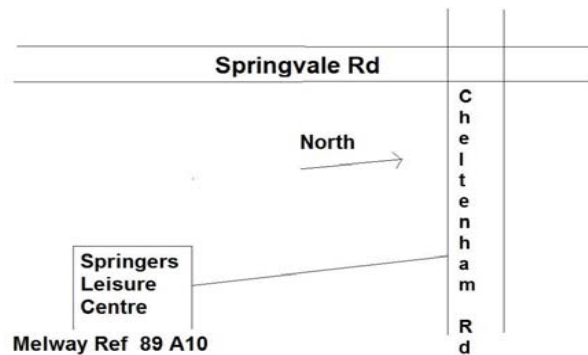 Springvale Rd
North
Cheltenham Rd
Springers
Leisure
Centre
Melway Ref 89 A10